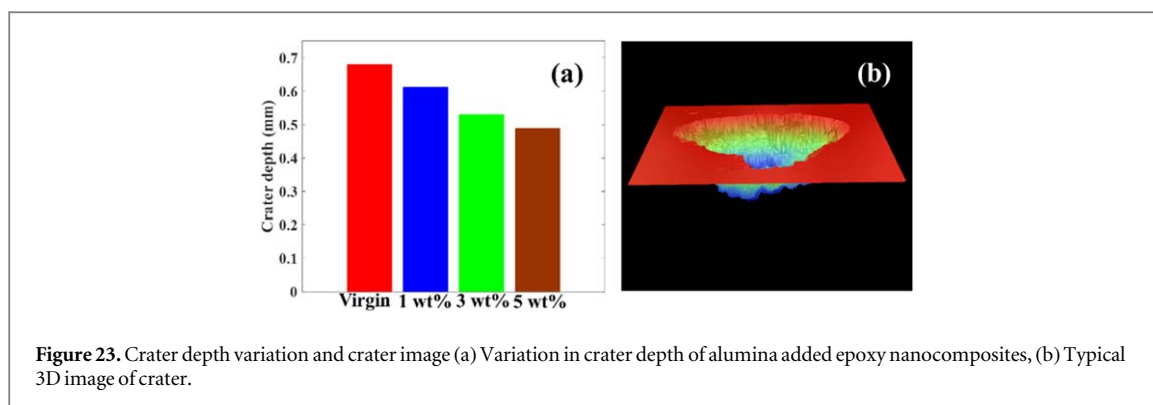 (a)
(b)
Crater depth (mm)
0.7
0.6
0.5
0.4
0.3
0.2
0.1
0
Virgin 1 wt% 3 wt% 5 wt%
Figure 23. Crater depth variation and crater image (a) Variation in crater depth of alumina added epoxy nanocomposites, (b) Typical
3D image of crater.